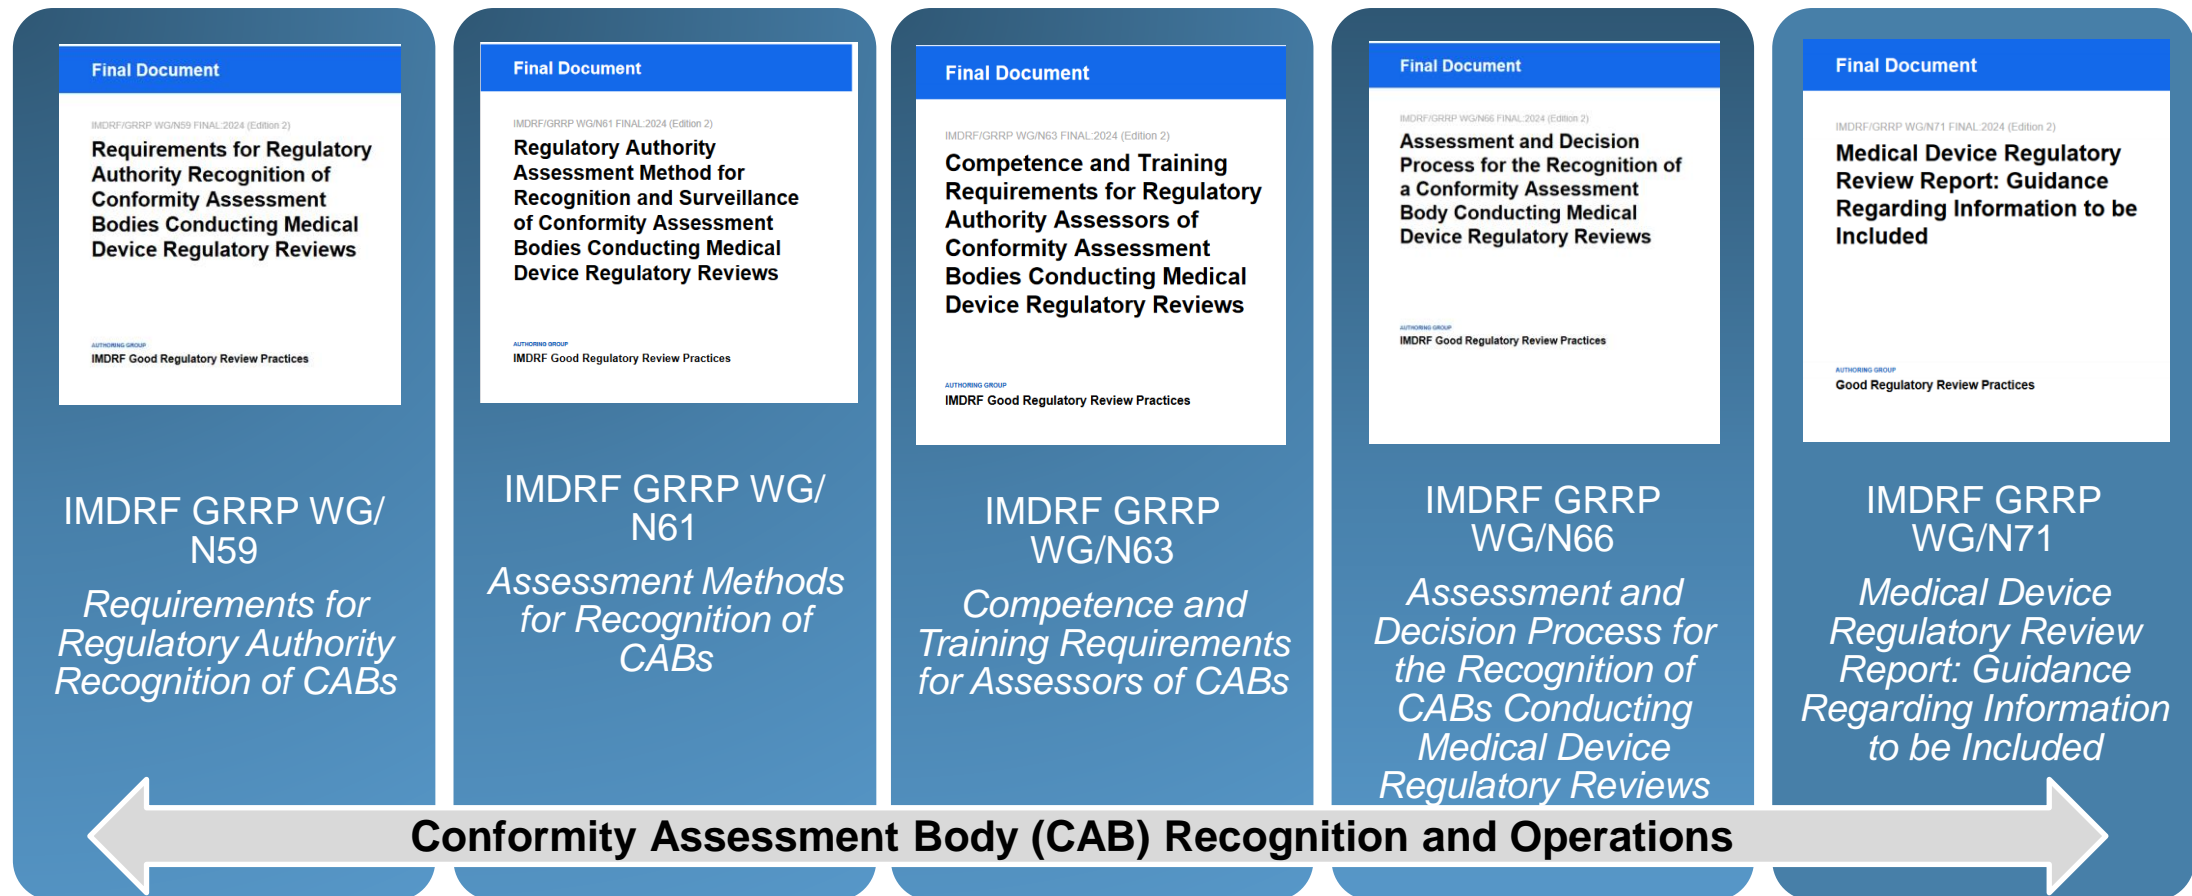 Final Document
IMDRF/GRRP WG/N59 FINAL:2024 (Edition 2)
Requirements for Regulatory
Authority Recognition of
Conformity Assessment
Bodies Conducting Medical
Device Regulatory Reviews
AUTHORING GROUP
IMDRF Good Regulatory Review Practices
IMDRF GRRP WG/
N59
Requirements for
Regulatory Authority
Recognition of CABs
Final Document
IMDRF/GRRP WG/N61 FINAL:2024 (Edition 2)
Regulatory Authority
Assessment Method for
Recognition and Surveillance
of Conformity Assessment
Bodies Conducting Medical
Device Regulatory Reviews
AUTHORING GROUP
IMDRF Good Regulatory Review Practices
IMDRF GRRP WG/
N61
Assessment Methods
for Recognition of
CABs
Final Document
IMDRF/GRRP WG/N63 FINAL:2024 (Edition 2)
Competence and Training
Requirements for Regulatory
Authority Assessors of
Conformity Assessment
Bodies Conducting Medical
Device Regulatory Reviews
AUTHORING GROUP
IMDRF Good Regulatory Review Practices
IMDRF GRRP
WG/N63
Competence and
Training Requirements
for Assessors of CABs
Final Document
IMDRF/GRRP WG/N66 FINAL:2024 (Edition 2)
Assessment and Decision
Process for the Recognition of
a Conformity Assessment
Body Conducting Medical
Device Regulatory Reviews
AUTHORING GROUP
IMDRF Good Regulatory Review Practices
IMDRF GRRP
WG/N66
Assessment and
Decision Process for
the Recognition of
CABs Conducting
Medical Device
Regulatory Reviews
Final Document
IMDRF/GRRP WG/N71 FINAL:2024 (Edition 2)
Medical Device Regulatory
Review Report: Guidance
Regarding Information to be
Included
AUTHORING GROUP
Good Regulatory Review Practices
IMDRF GRRP
WG/N71
Medical Device
Regulatory Review
Report: Guidance
Regarding Information
to be Included
Conformity Assessment Body (CAB) Recognition and Operations